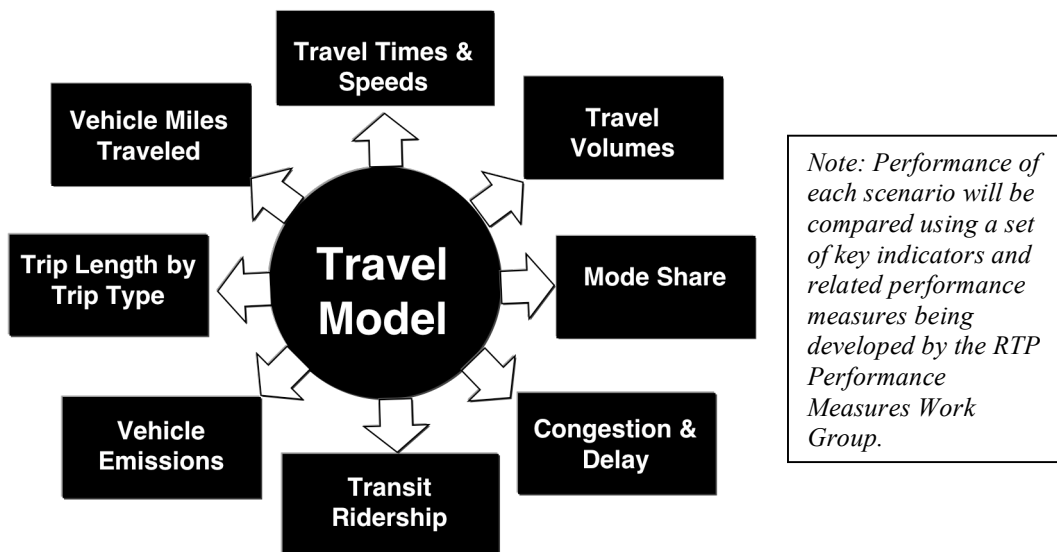 Travel Times &
Speeds
Vehicle Miles
Traveled
Travel
Volumes
Trip Length by
Trip Type
Travel
Model
Mode Share
Vehicle
Emissions
Transit
Ridership
Congestion &
Delay
Note: Performance of
each scenario will be
compared using a set
of key indicators and
related performance
measures being
developed by the RTP
Performance
Measures Work
Group.